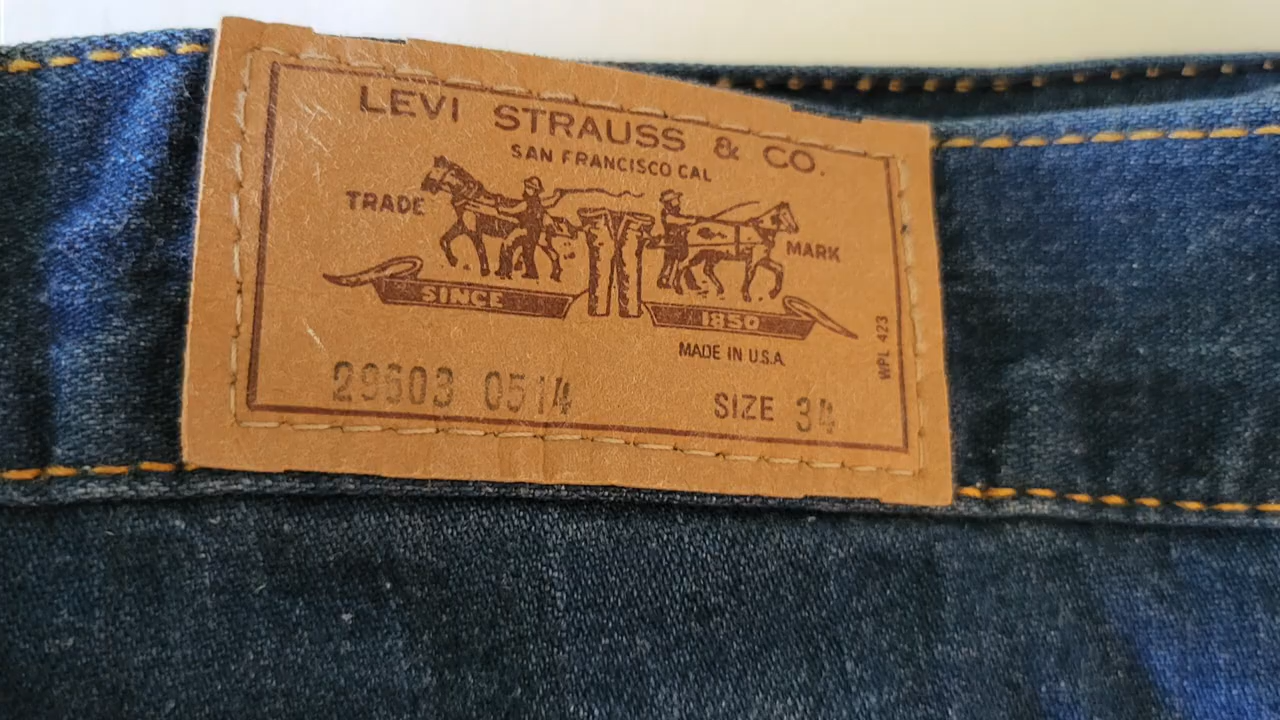 LEVI STRAUSS & CO.
SAN FRANCISCO CAL
TRADE MARK
SINCE 1850
MADE IN U.S.A.
WPL 423
29603 0514 SIZE 34